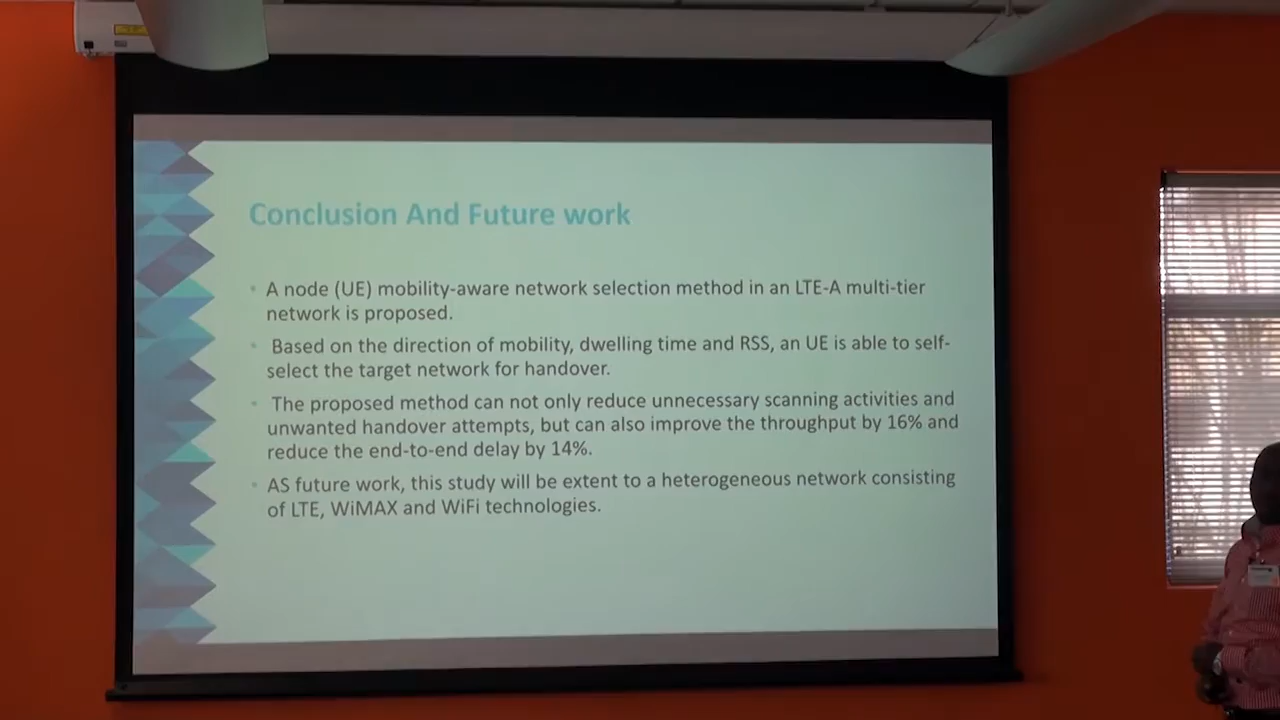 Conclusion And Future work
• A node (UE) mobility-aware network selection method in an LTE-A multi-tier
network is proposed.
• Based on the direction of mobility, dwelling time and RSS, an UE is able to self-
select the target network for handover.
• The proposed method can not only reduce unnecessary scanning activities and
unwanted handover attempts, but can also improve the throughput by 16% and
reduce the end-to-end delay by 14%.
• AS future work, this study will be extent to a heterogeneous network consisting
of LTE, WiMAX and WiFi technologies.